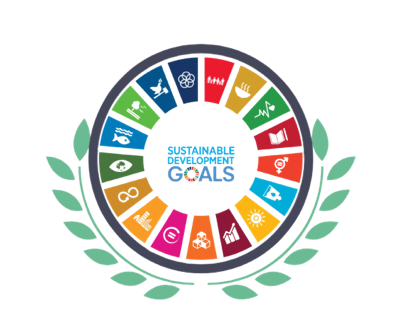 SUSTAINABLE
DEVELOPMENT
GOALS